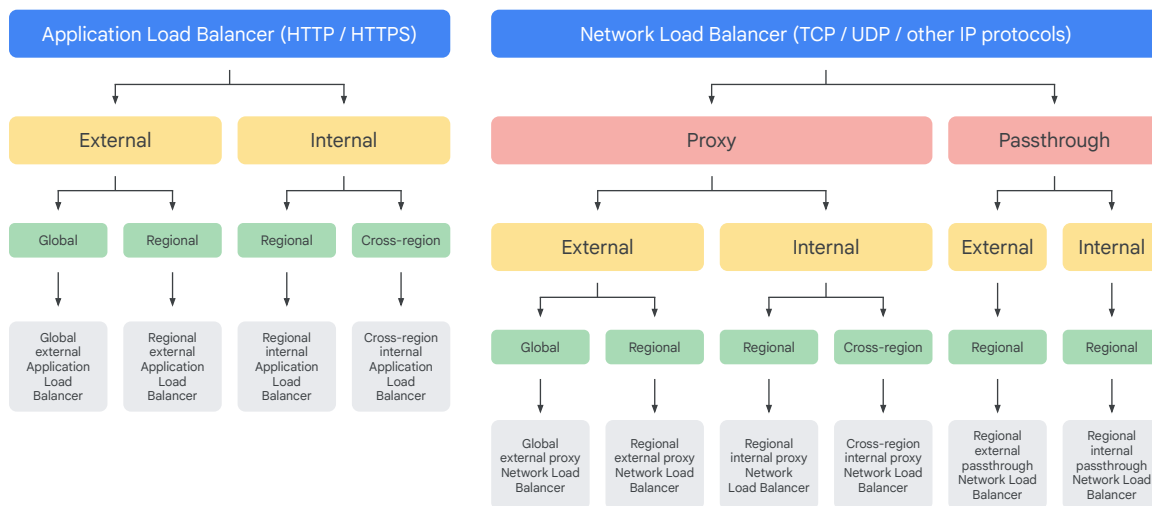 Application Load Balancer (HTTP / HTTPS)
Network Load Balancer (TCP / UDP / other IP protocols)
External
Internal
Proxy
Passthrough
Global
Regional
Regional
Cross-region
External
Internal
External
Internal
Global
external
Application
Load
Balancer
Regional
external
Application
Load
Balancer
Regional
internal
Application
Load
Balancer
Cross-region
internal
Application
Load
Balancer
Global
Regional
Regional
Cross-region
Regional
Regional
Global
external proxy
Network Load
Balancer
Regional
external proxy
Network Load
Balancer
Regional
internal proxy
Network
Load Balancer
Cross-region
internal proxy
Network Load
Balancer
Regional
external
passthrough
Network Load
Balancer
Regional
internal
passthrough
Network Load
Balancer